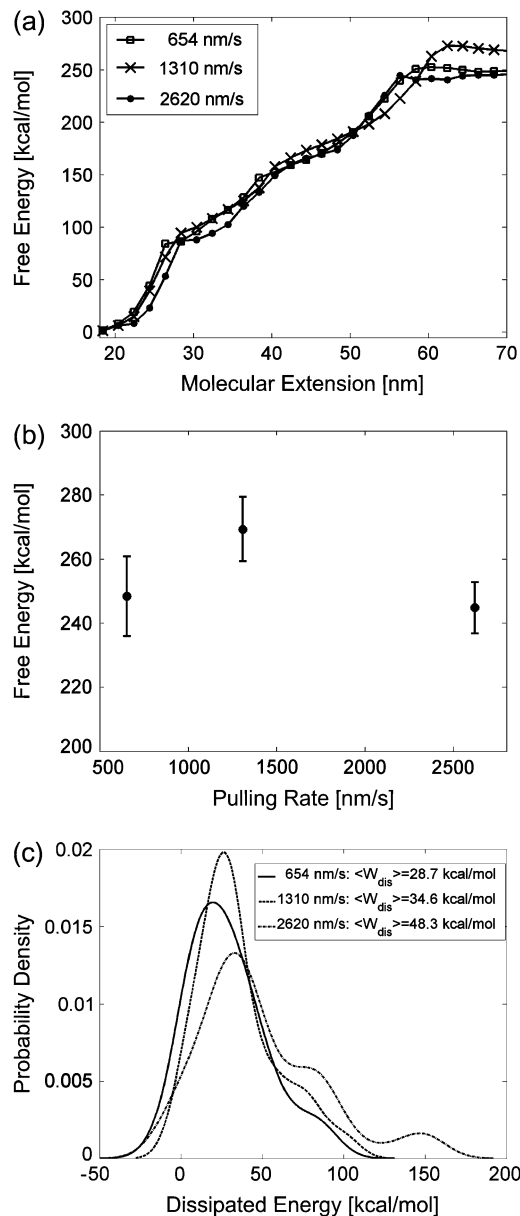 (a)
300
250
200
150
100
50
0
Free Energy [kcal/mol]
654 nm/s
1310 nm/s
2620 nm/s
20 30 40 50 60 70
Molecular Extension [nm]
(b)
300
280
260
240
220
200
Free Energy [kcal/mol]
500 1000 1500 2000 2500
Pulling Rate [nm/s]
(c)
0.02
0.015
0.01
0.005
0
Probability Density
654 nm/s: <W_dis>=28.7 kcal/mol
1310 nm/s: <W_dis>=34.6 kcal/mol
2620 nm/s: <W_dis>=48.3 kcal/mol
-50 0 50 100 150 200
Dissipated Energy [kcal/mol]